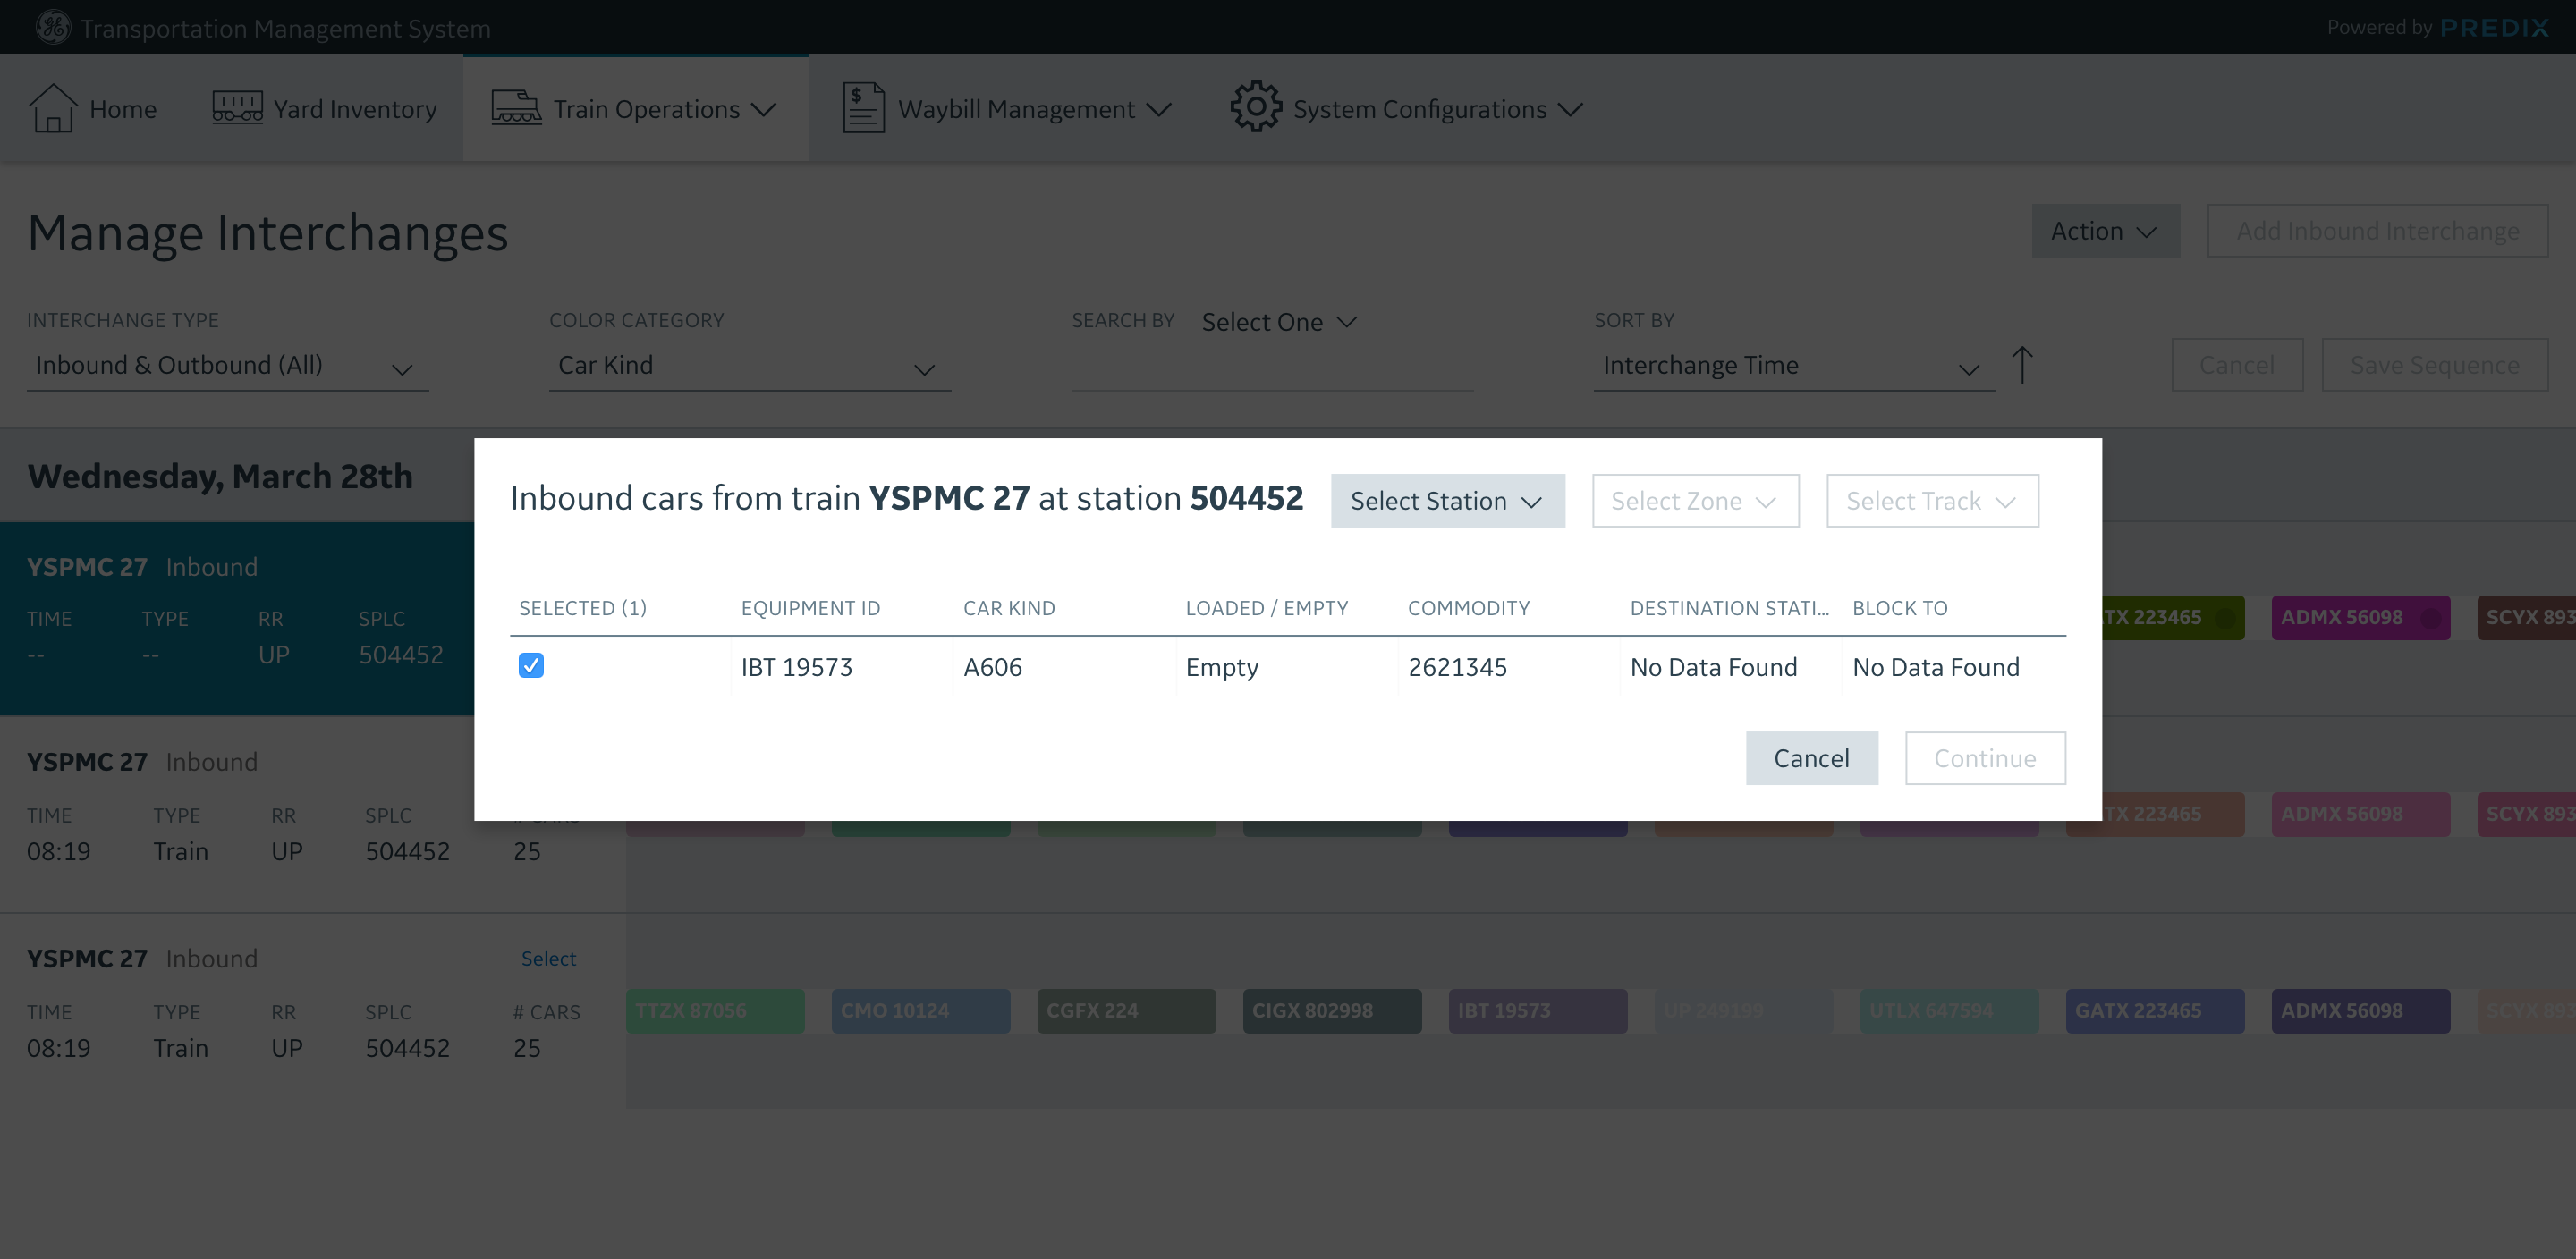 Transportation Management System
Powered by PREDIX
Home
Yard Inventory
Train Operations
Waybill Management
System Configurations
Manage Interchanges
Action
Add Inbound Interchange
INTERCHANGE TYPE
COLOR CATEGORY
SEARCH BY Select One
SORT BY
Inbound & Outbound (All)
Car Kind
Interchange Time
Cancel
Save Sequence
Wednesday, March 28th
Inbound cars from train YSPMC 27 at station 504452
Select Station
Select Zone
Select Track
SELECTED (1) EQUIPMENT ID CAR KIND LOADED / EMPTY COMMODITY DESTINATION STATI... BLOCK TO
IBT 19573 A606 Empty 2621345 No Data Found No Data Found
Cancel
Continue
YSPMC 27 Inbound
TIME TYPE RR SPLC
-- -- UP 504452
TX 223465 ADMX 56098 SCYX 893
YSPMC 27 Inbound
TIME TYPE RR SPLC # CARS
08:19 Train UP 504452 25
TX 223465 ADMX 56098 SCYX 893
YSPMC 27 Inbound Select
TIME TYPE RR SPLC # CARS
08:19 Train UP 504452 25
TTZX 87056 CMO 10124 CGFX 224 CIGX 802998 IBT 19573 UP 249199 UTLX 647594 GATX 223465 ADMX 56098 SCYX 893